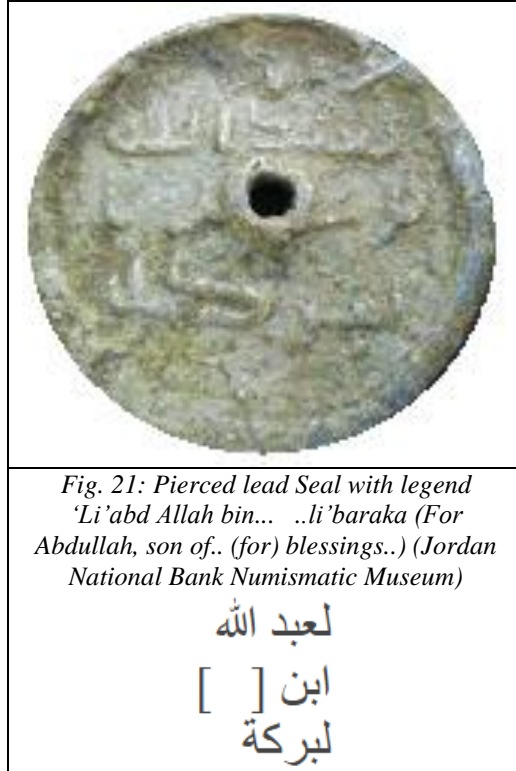 Fig. 21: Pierced lead Seal with legend
‘Li’abd Allah bin... ..li’baraka (For
Abdullah, son of.. (for) blessings..) (Jordan
National Bank Numismatic Museum)
لعبد الله
ابن [ ]
لبركة